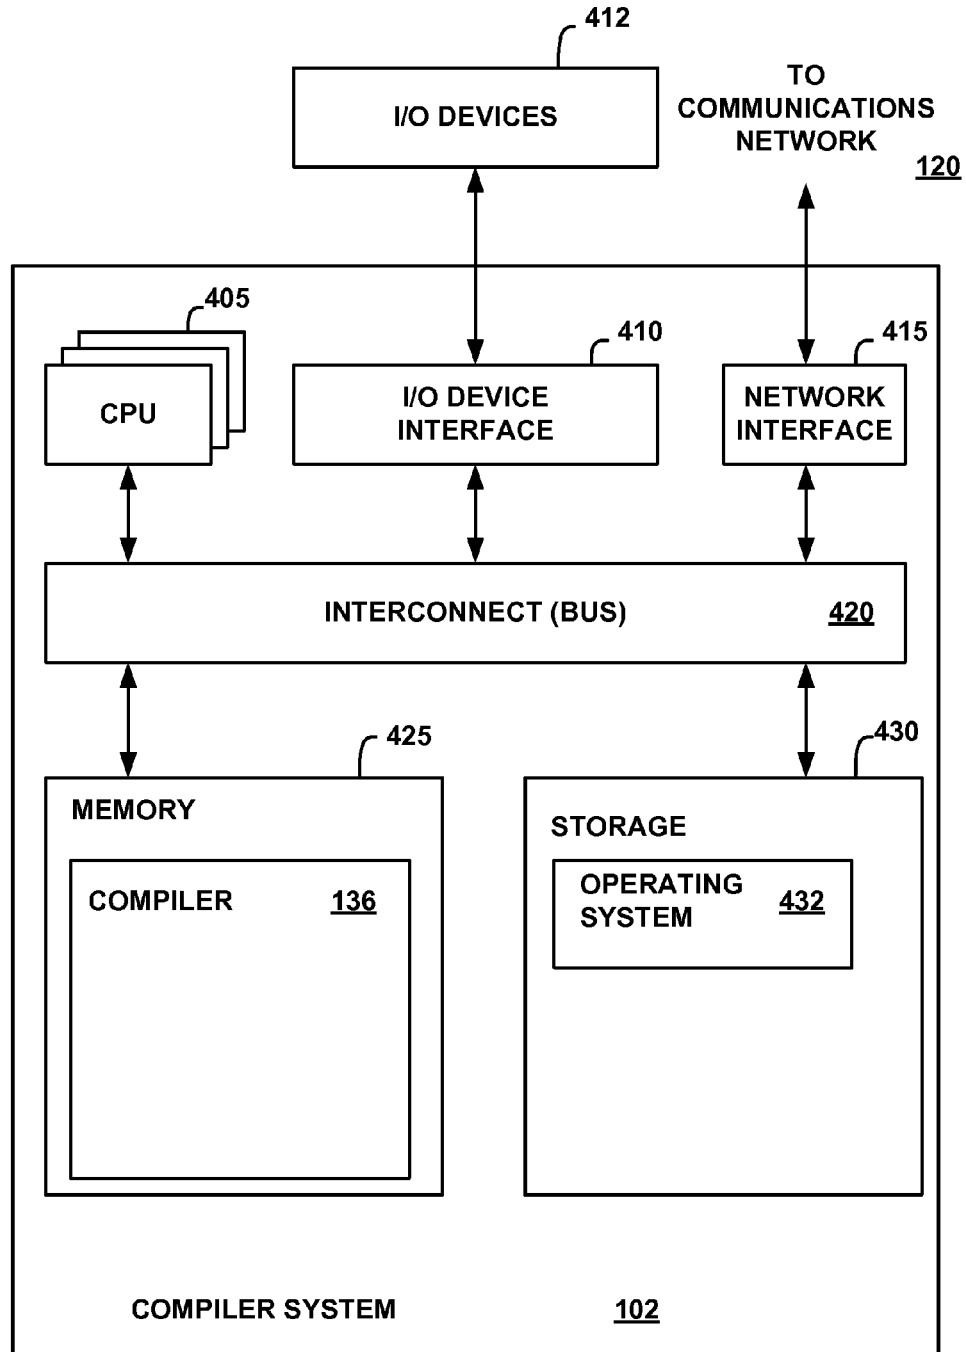 412
I/O DEVICES
TO
COMMUNICATIONS
NETWORK
120
405
410
415
CPU
I/O DEVICE
INTERFACE
NETWORK
INTERFACE
INTERCONNECT (BUS)
420
425
430
MEMORY
STORAGE
COMPILER
136
OPERATING
SYSTEM
432
COMPILER SYSTEM
102